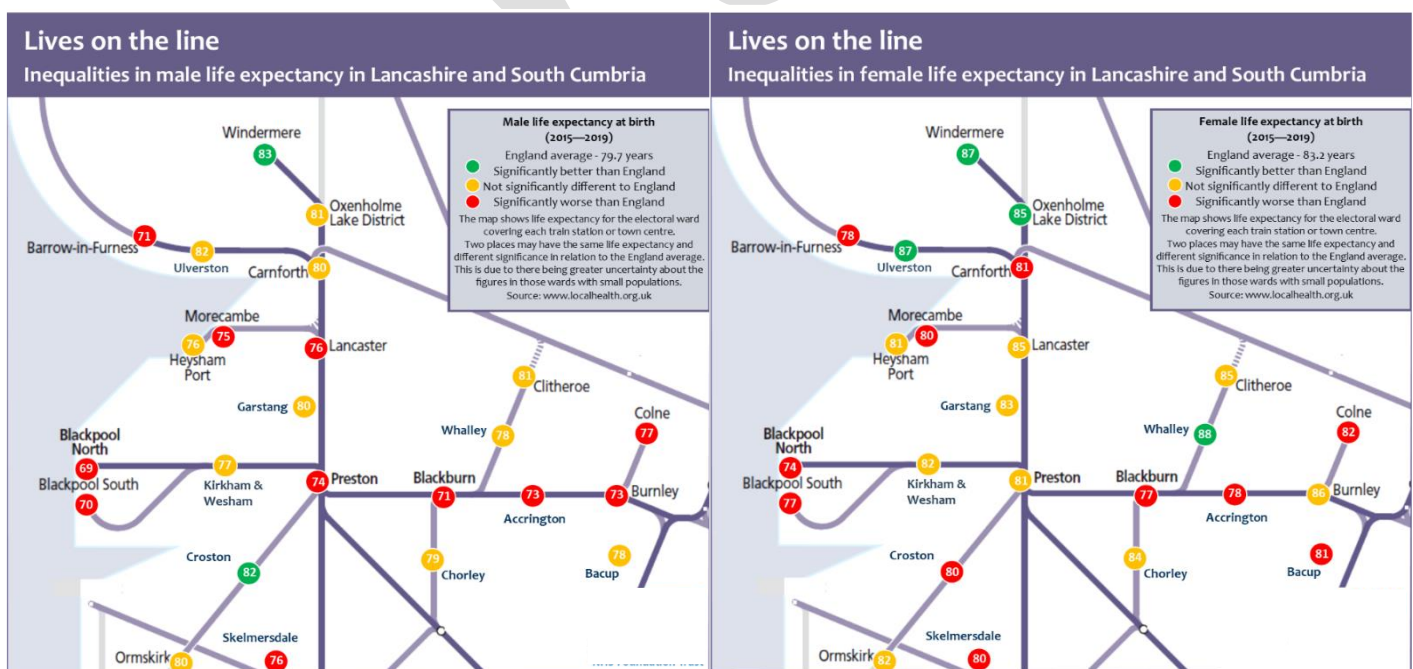 Lives on the line
Inequalities in male life expectancy in Lancashire and South Cumbria
Male life expectancy at birth
(2015—2019)
England average - 79.7 years
Significantly better than England
Not significantly different to England
Significantly worse than England
The map shows life expectancy for the electoral ward
covering each train station or town centre.
Two places may have the same life expectancy and
different significance in relation to the England average.
This is due to there being greater uncertainty about the
figures in those wards with small populations.
Source: www.localhealth.org.uk
Windermere
83
81
Oxenholme
Lake District
71
Barrow-in-Furness
82
Ulverston
Carnforth
80
Morecambe
75
76
Heysham
Port
76
Lancaster
Garstang
80
81
Clitheroe
Colne
77
Whalley
78
Blackpool
North
69
77
Kirkham &
Wesham
Blackpool South
70
74
Preston
Blackburn
71
73
Accrington
73
Burnley
Croston
82
79
Chorley
78
Bacup
Skelmersdale
76
Ormskirk
80
Lives on the line
Inequalities in female life expectancy in Lancashire and South Cumbria
Female life expectancy at birth
(2015—2019)
England average - 83.2 years
Significantly better than England
Not significantly different to England
Significantly worse than England
The map shows life expectancy for the electoral ward
covering each train station or town centre.
Two places may have the same life expectancy and
different significance in relation to the England average.
This is due to there being greater uncertainty about the
figures in those wards with small populations.
Source: www.localhealth.org.uk
Windermere
87
85
Oxenholme
Lake District
78
Barrow-in-Furness
87
Ulverston
Carnforth
81
Morecambe
80
81
Heysham
Port
85
Lancaster
Garstang
83
85
Clitheroe
Colne
82
Whalley
88
Blackpool
North
74
82
Kirkham &
Wesham
Blackpool South
77
81
Preston
Blackburn
77
78
Accrington
86
Burnley
Croston
80
84
Chorley
81
Bacup
Skelmersdale
80
Ormskirk
82